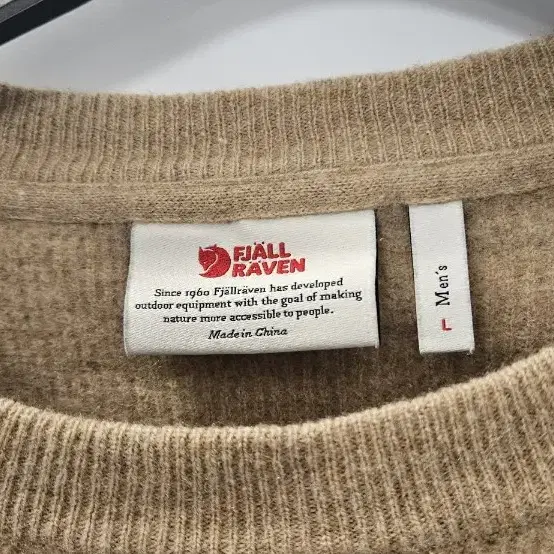 FJÄLL
RÄVEN
Since 1960 Fjällräven has developed
outdoor equipment with the goal of making
nature more accessible to people.
Made in China
L Men's